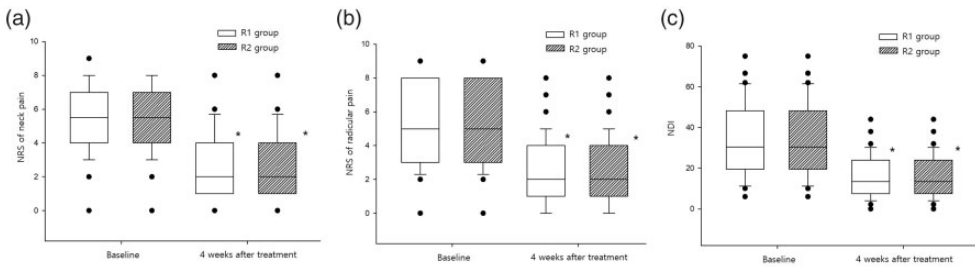 (a)
R1 group
R2 group
NRS of neck pain
10
8
6
4
2
0
*
*
Baseline
4 weeks after treatment
(b)
R1 group
R2 group
NRS of radicular pain
10
8
6
4
2
0
*
*
Baseline
4 weeks after treatment
(c)
R1 group
R2 group
NDI
80
60
40
20
0
*
*
Baseline
4 weeks after treatment